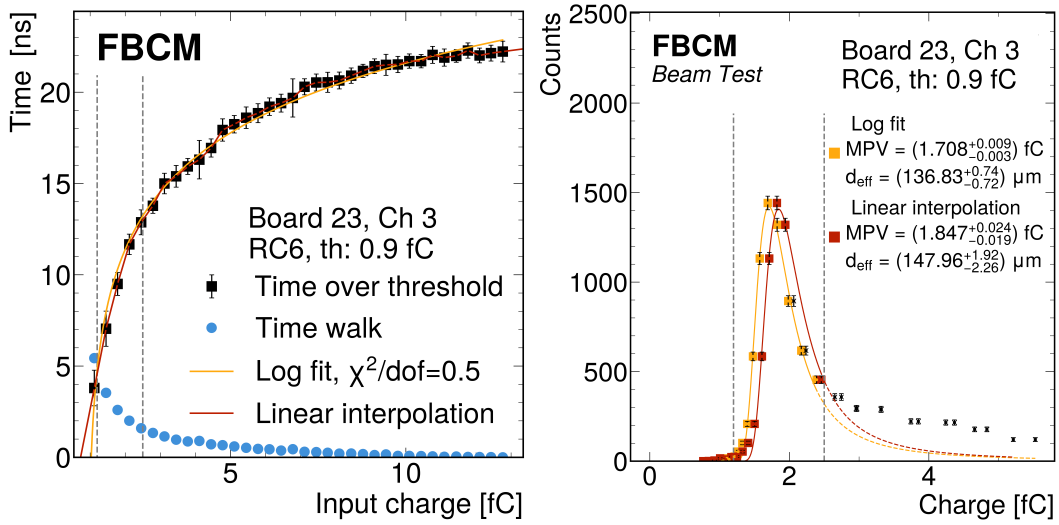 FBCM
Time [ns]
20
15
10
5
0
Board 23, Ch 3
RC6, th: 0.9 fC
Time over threshold
Time walk
Log fit, χ²/dof=0.5
Linear interpolation
5 10
Input charge [fC]
2500
2000
1500
1000
500
0
Counts
FBCM
Beam Test
Board 23, Ch 3
RC6, th: 0.9 fC
Log fit
MPV = (1.708 +0.009 −0.003) fC
d_eff = (136.83 +0.74 −0.72) μm
Linear interpolation
MPV = (1.847 +0.024 −0.019) fC
d_eff = (147.96 +1.92 −2.26) μm
0 2 4
Charge [fC]